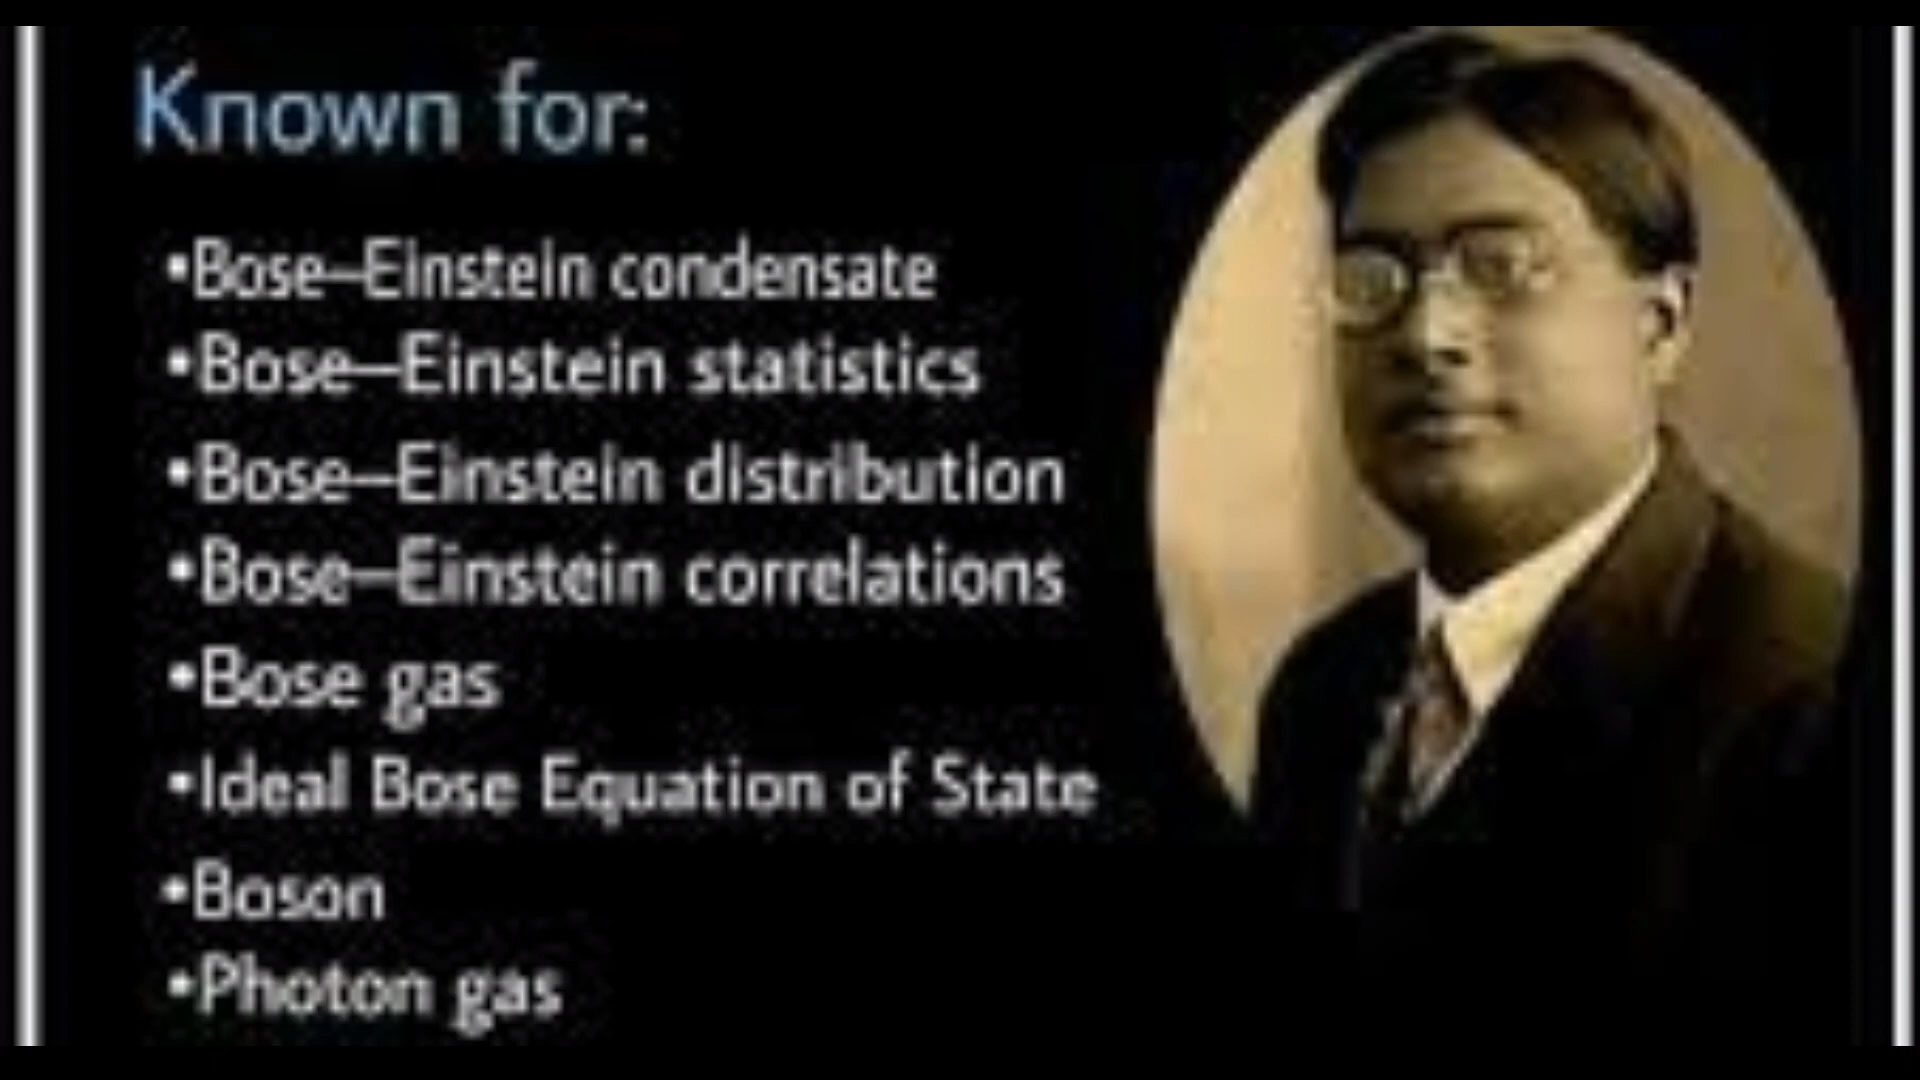 Known for:
•Bose–Einstein condensate
•Bose–Einstein statistics
•Bose–Einstein distribution
•Bose–Einstein correlations
•Bose gas
•Ideal Bose Equation of State
•Boson
•Photon gas